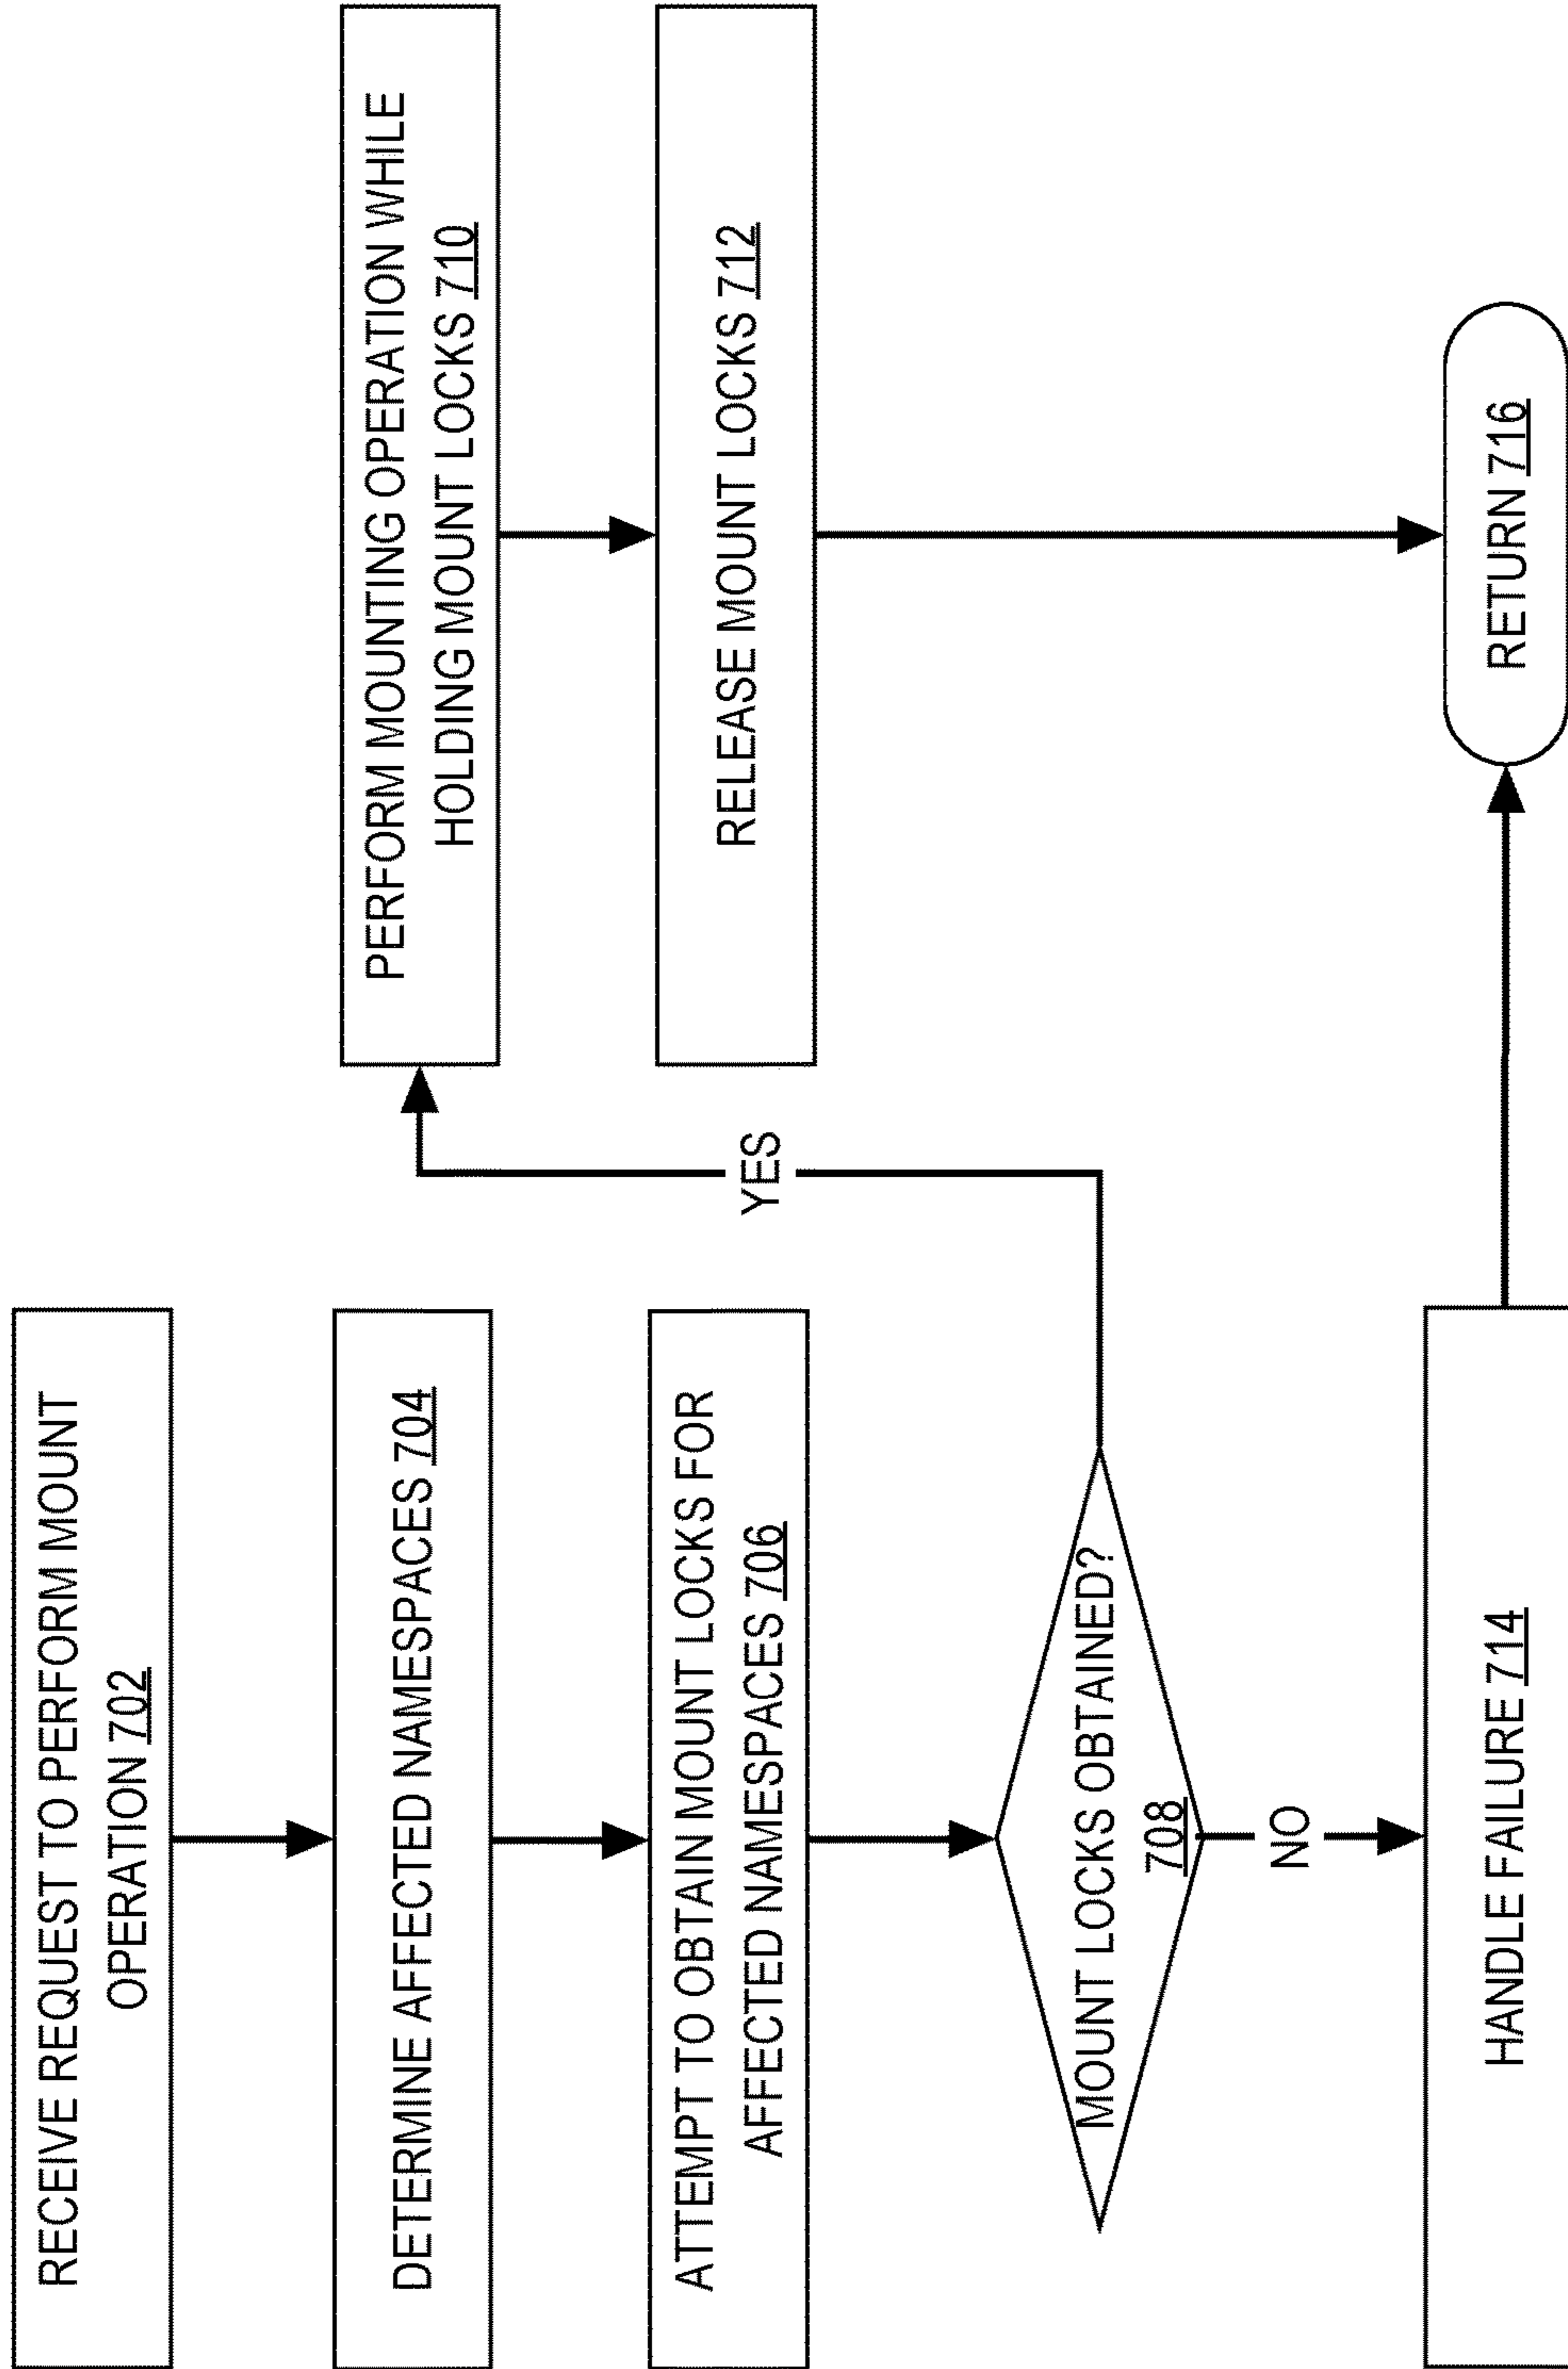 RECEIVE REQUEST TO PERFORM MOUNT
OPERATION 702
DETERMINE AFFECTED NAMESPACES 704
ATTEMPT TO OBTAIN MOUNT LOCKS FOR
AFFECTED NAMESPACES 706
MOUNT LOCKS OBTAINED?
708
NO
HANDLE FAILURE 714
YES
PERFORM MOUNTING OPERATION WHILE
HOLDING MOUNT LOCKS 710
RELEASE MOUNT LOCKS 712
RETURN 716